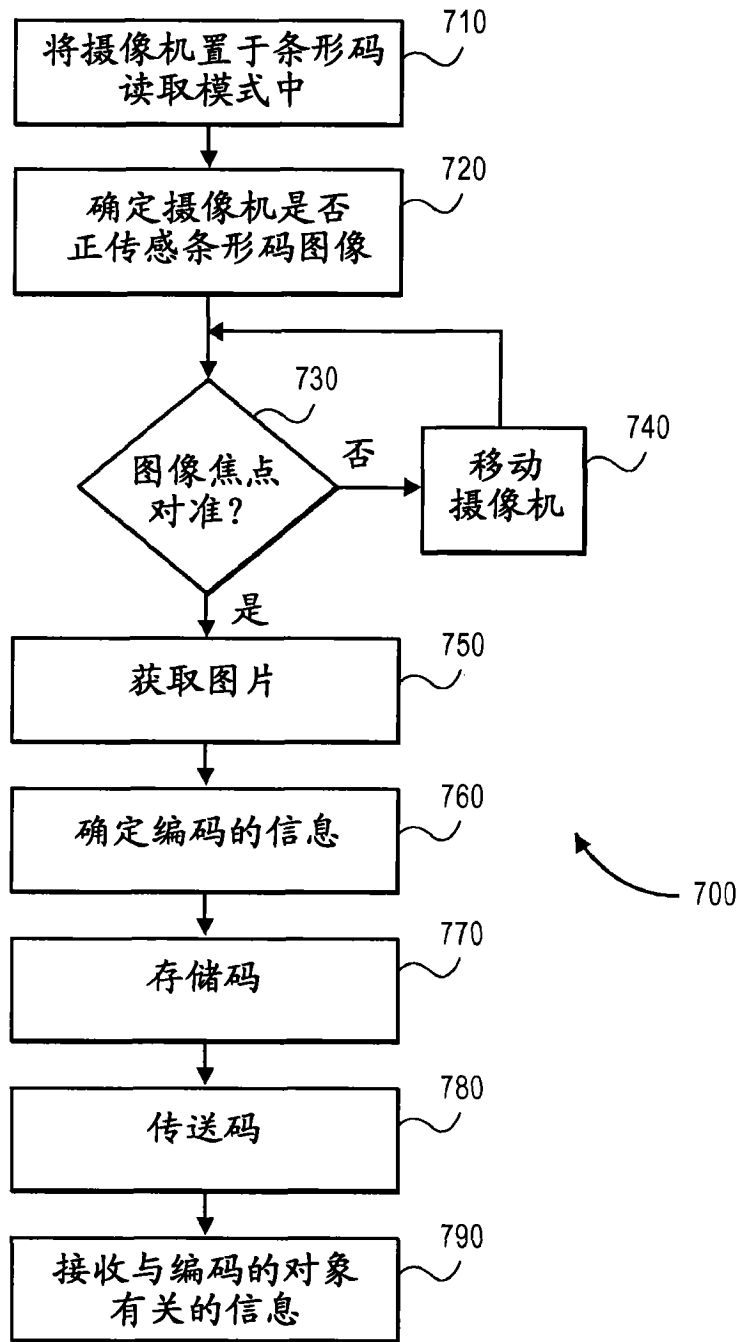 将摄像机置于条形码
读取模式中
710
确定摄像机是否
正传感条形码图像
720
图像焦点
对准?
730
否
移动
摄像机
740
是
获取图片
750
确定编码的信息
760
700
存储码
770
传送码
780
接收与编码的对象
有关的信息
790